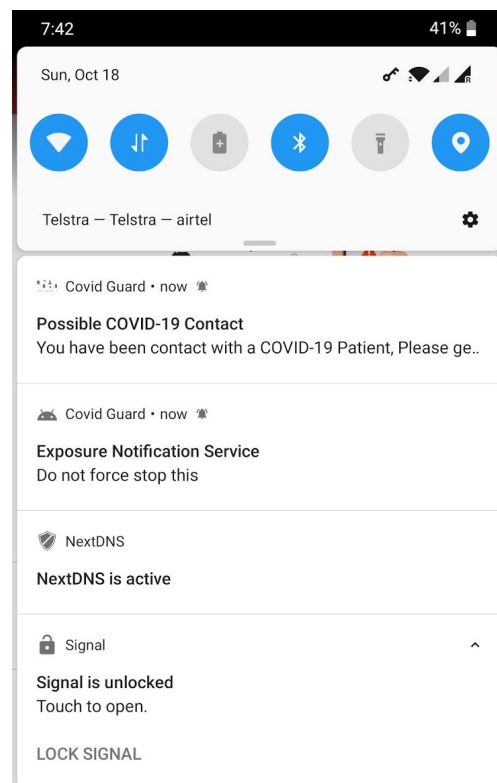 7:42
41%
Sun, Oct 18
R
Telstra — Telstra — airtel
Covid Guard • now
Possible COVID-19 Contact
You have been contact with a COVID-19 Patient, Please ge..
Covid Guard • now
Exposure Notification Service
Do not force stop this
NextDNS
NextDNS is active
Signal
Signal is unlocked
Touch to open.
LOCK SIGNAL